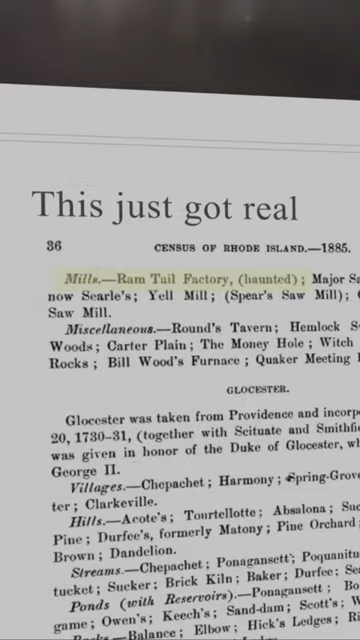 This just got real
36 CENSUS OF RHODE ISLAND.—1885.
Mills.—Ram Tail Factory, (haunted); Major
now Searle's; Yell Mill; (Spear's Saw Mill);
Saw Mill.
Miscellaneous.—Round's Tavern; Hemlock
Woods; Carter Plain; The Money Hole; Witch
Rocks; Bill Wood's Furnace; Quaker Meeting
GLOCESTER.
Glocester was taken from Providence and
20, 1730-31, (together with Scituate and
was given in honor of the Duke of Glocester,
George II.
Villages.—Chepachet; Harmony;
ter; Clarkeville.
Hills.—Acote's; Tourtellotte; Absalona;
Pine; Durfee's, formerly Matony; Pine Orchard;
Brown; Dandelion.
Streams.—Chepachet; Ponagansett;
tucket; Sucker; Brick Kiln; Baker; Durfee;
Ponds (with Reservoirs).—Ponagansett;
game; Owen's; Keech's; Sand-dam; Scott's;
Balance; Elbow; Hick's Ledges;